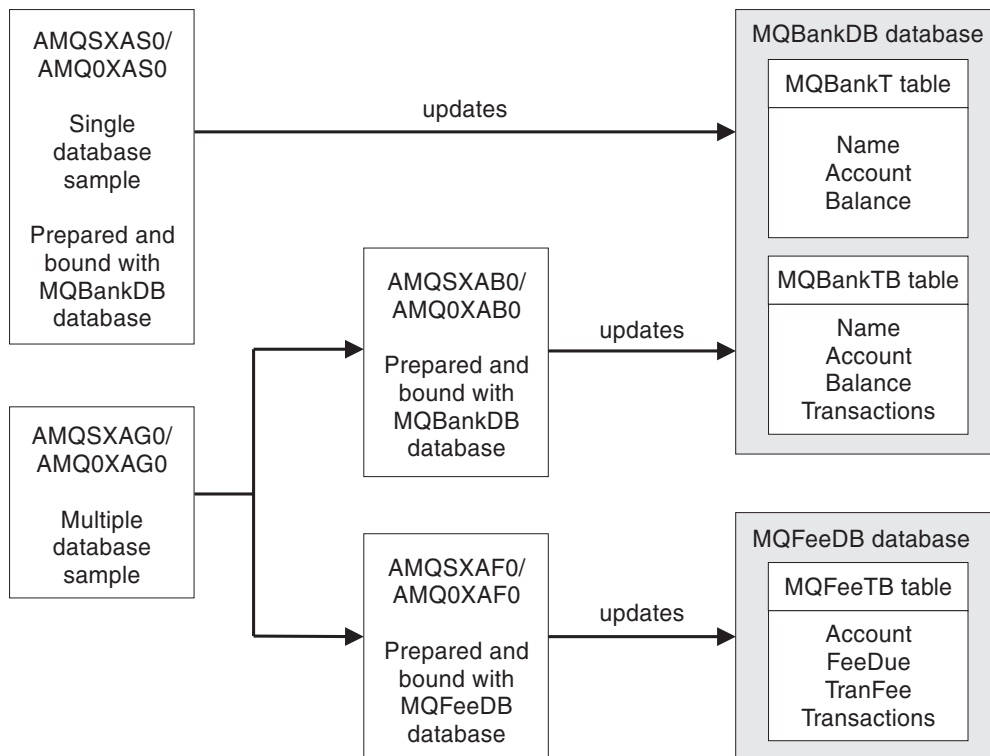 AMQSXAS0/
AMQ0XAS0
Single
database
sample
Prepared and
bound with
MQBankDB
database
updates
MQBankDB database
MQBankT table
Name
Account
Balance
MQBankTB table
Name
Account
Balance
Transactions
AMQSXAB0/
AMQ0XAB0
Prepared and
bound with
MQBankDB
database
updates
AMQSXAG0/
AMQ0XAG0
Multiple
database
sample
AMQSXAF0/
AMQ0XAF0
Prepared and
bound with
MQFeeDB
database
updates
MQFeeDB database
MQFeeTB table
Account
FeeDue
TranFee
Transactions